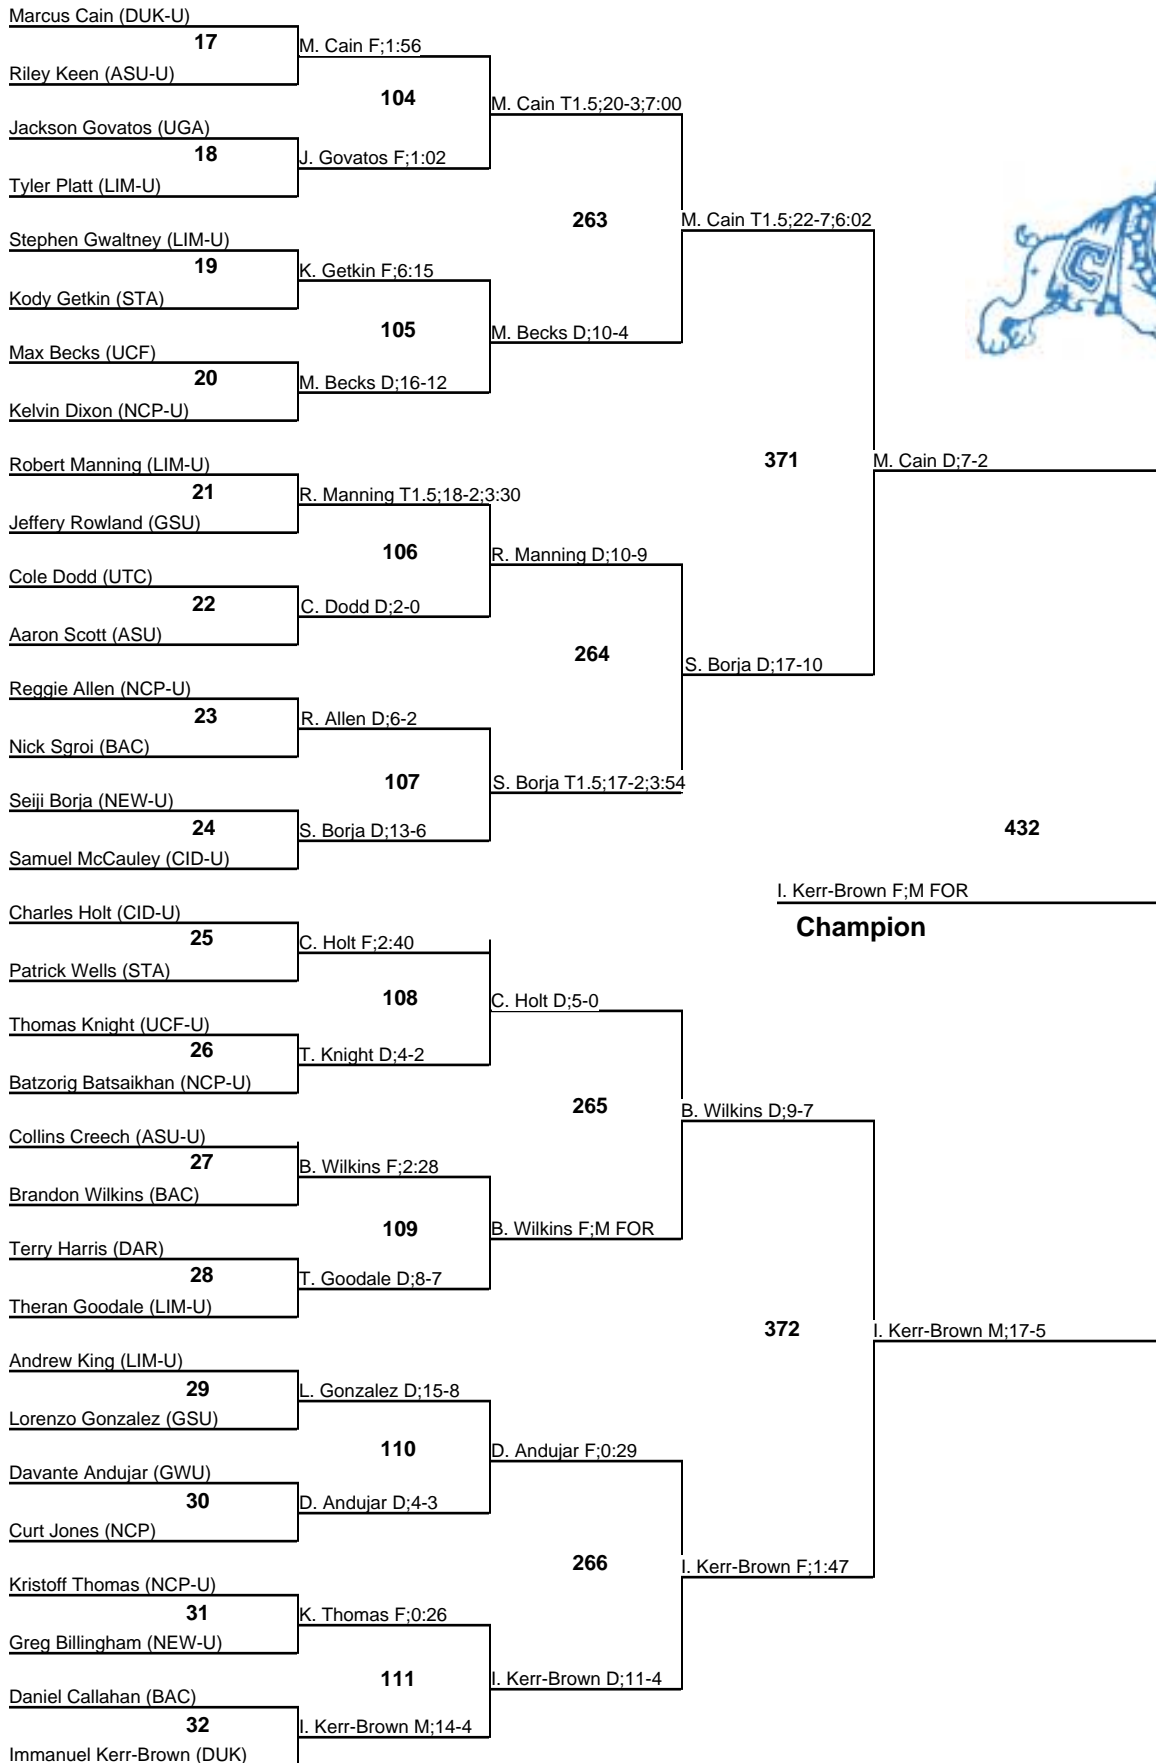 Marcus Cain (DUK-U)
17
M. Cain F;1:56
Riley Keen (ASU-U)
104
M. Cain T1.5;20-3;7:00
Jackson Govatos (UGA)
18
J. Govatos F;1:02
Tyler Platt (LIM-U)
263
M. Cain T1.5;22-7;6:02
Stephen Gwaltney (LIM-U)
19
K. Getkin F;6:15
Kody Getkin (STA)
105
M. Becks D;10-4
Max Becks (UCF)
20
M. Becks D;16-12
Kelvin Dixon (NCP-U)
371
M. Cain D;7-2
Robert Manning (LIM-U)
21
R. Manning T1.5;18-2;3:30
Jeffery Rowland (GSU)
106
R. Manning D;10-9
Cole Dodd (UTC)
22
C. Dodd D;2-0
Aaron Scott (ASU)
264
S. Borja D;17-10
Reggie Allen (NCP-U)
23
R. Allen D;6-2
Nick Sgroi (BAC)
107
S. Borja T1.5;17-2;3:54
Seiji Borja (NEW-U)
24
S. Borja D;13-6
Samuel McCauley (CID-U)
432
I. Kerr-Brown F;M FOR
Champion
Charles Holt (CID-U)
25
C. Holt F;2:40
Patrick Wells (STA)
108
C. Holt D;5-0
Thomas Knight (UCF-U)
26
T. Knight D;4-2
Batzorig Batsaikhan (NCP-U)
265
B. Wilkins D;9-7
Collins Creech (ASU-U)
27
B. Wilkins F;2:28
Brandon Wilkins (BAC)
109
B. Wilkins F;M FOR
Terry Harris (DAR)
28
T. Goodale D;8-7
Theran Goodale (LIM-U)
372
I. Kerr-Brown M;17-5
Andrew King (LIM-U)
29
L. Gonzalez D;15-8
Lorenzo Gonzalez (GSU)
110
D. Andujar F;0:29
Davante Andujar (GWU)
30
D. Andujar D;4-3
Curt Jones (NCP)
266
I. Kerr-Brown F;1:47
Kristoff Thomas (NCP-U)
31
K. Thomas F;0:26
Greg Billingham (NEW-U)
111
I. Kerr-Brown D;11-4
Daniel Callahan (BAC)
32
I. Kerr-Brown M;14-4
Immanuel Kerr-Brown (DUK)
C